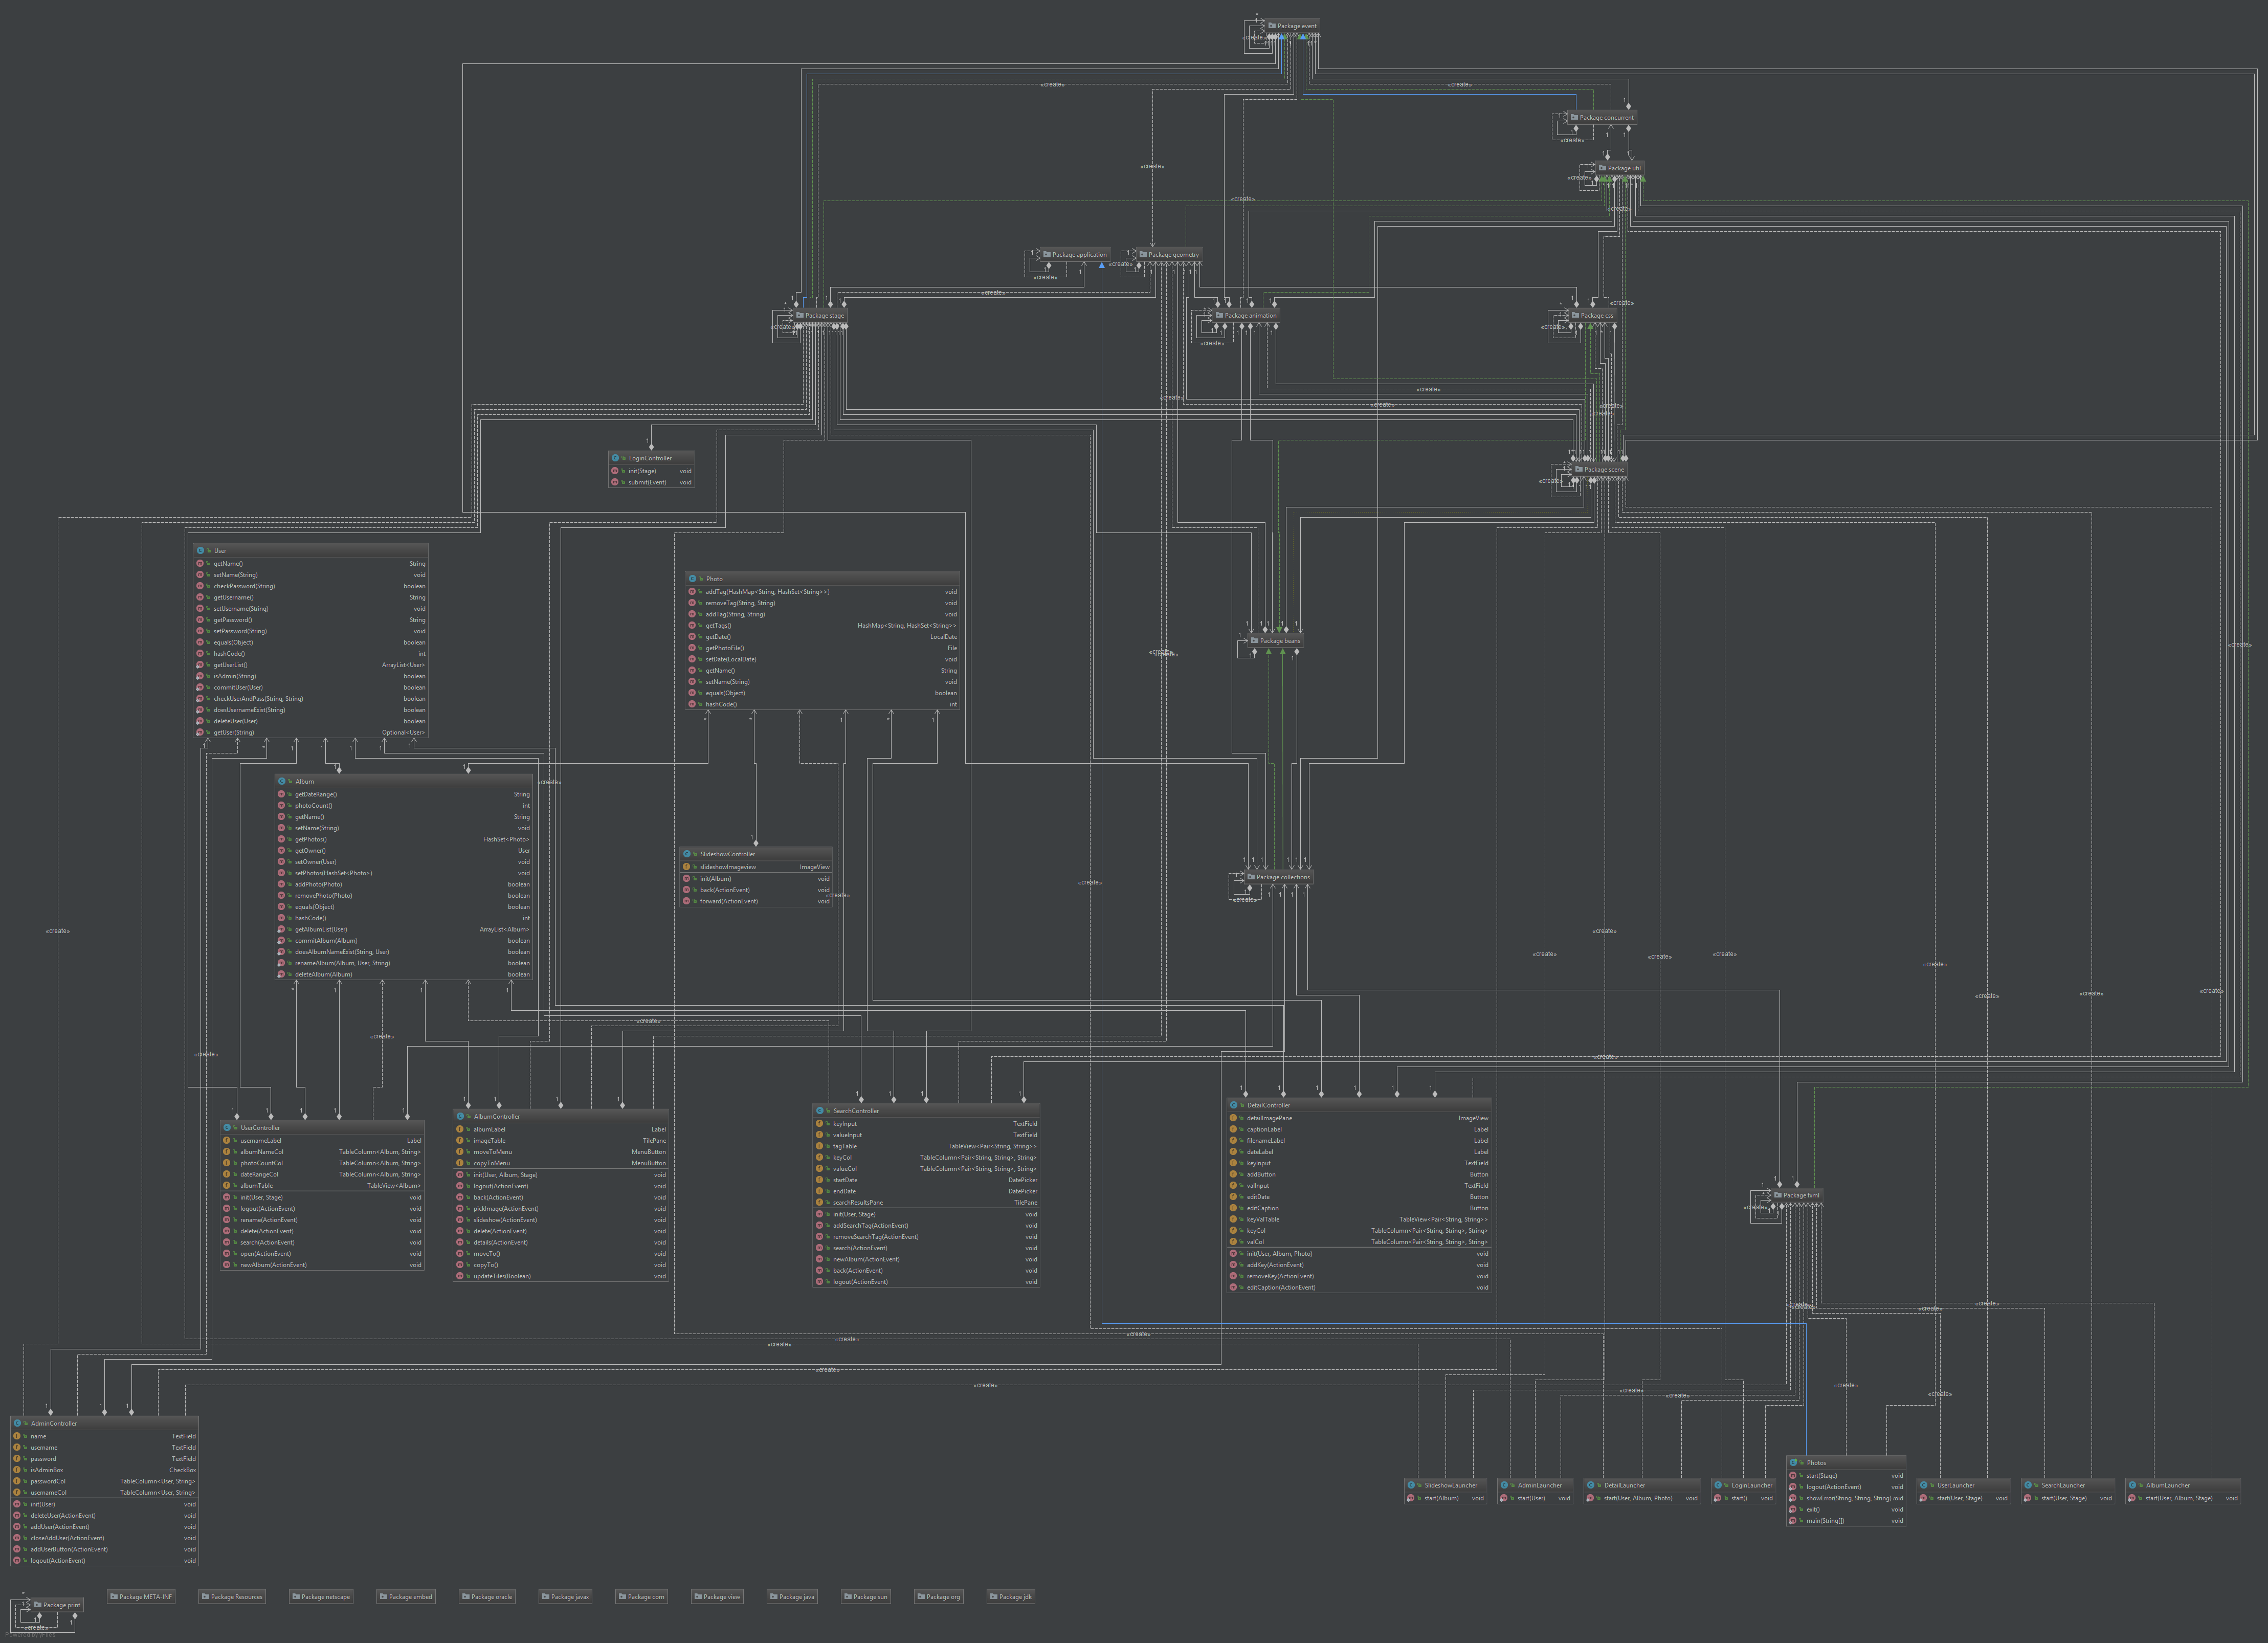 Package event
«create»
Package concurrent
«create»
Package util
«create»
Package application
«create»
Package geometry
«create»
Package stage
«create»
Package animation
«create»
Package css
«create»
LoginController
init(Stage) void
submit(Event) void
Package scene
«create»
User
getName() String
setName(String) void
checkPassword(String) boolean
getUsername() String
setUsername(String) void
getPassword() String
setPassword(String) void
equals(Object) boolean
hashCode() int
getUserList() ArrayList<User>
isAdmin(String) boolean
commitUser(User) boolean
checkUserAndPass(String, String) boolean
doesUsernameExist(String) boolean
deleteUser(User) boolean
getUser(String) Optional<User>
Photo
addTag(HashMap<String, HashSet<String>>) void
removeTag(String, String) void
addTag(String, String) void
getTags() HashMap<String, HashSet<String>>
getDate() LocalDate
getPhotoFile() File
setDate(LocalDate) void
getName() String
setName(String) void
equals(Object) boolean
hashCode() int
Package beans
Album
getDateRange() String
photoCount() int
getName() String
setName(String) void
getPhotos() HashSet<Photo>
getOwner() User
setOwner(User) void
setPhotos(HashSet<Photo>) void
addPhoto(Photo) boolean
removePhoto(Photo) boolean
equals(Object) boolean
hashCode() int
getAlbumList(User) ArrayList<Album>
commitAlbum(Album) boolean
doesAlbumNameExist(String, User) boolean
renameAlbum(Album, User, String) boolean
deleteAlbum(Album) boolean
SlideshowController
slideshowImageview ImageView
init(Album) void
back(ActionEvent) void
forward(ActionEvent) void
Package collections
«create»
UserController
usernameLabel Label
albumNameCol TableColumn<Album, String>
photoCountCol TableColumn<Album, String>
dateRangeCol TableColumn<Album, String>
albumTable TableView<Album>
init(User, Stage) void
logout(ActionEvent) void
rename(ActionEvent) void
delete(ActionEvent) void
search(ActionEvent) void
open(ActionEvent) void
newAlbum(ActionEvent) void
AlbumController
albumLabel Label
imageTable TilePane
moveToMenu MenuButton
copyToMenu MenuButton
init(User, Album, Stage) void
logout(ActionEvent) void
back(ActionEvent) void
pickImage(ActionEvent) void
slideshow(ActionEvent) void
delete(ActionEvent) void
details(ActionEvent) void
moveTo() void
copyTo() void
updateTiles(Boolean) void
SearchController
keyInput TextField
valueInput TextField
tagTable TableView<Pair<String, String>>
keyCol TableColumn<Pair<String, String>, String>
valueCol TableColumn<Pair<String, String>, String>
startDate DatePicker
endDate DatePicker
searchResultsPane TilePane
init(User, Stage) void
addSearchTag(ActionEvent) void
removeSearchTag(ActionEvent) void
search(ActionEvent) void
newAlbum(ActionEvent) void
back(ActionEvent) void
logout(ActionEvent) void
DetailController
detailImagePane ImageView
captionLabel Label
filenameLabel Label
dateLabel Label
keyInput TextField
addButton Button
valInput TextField
editDate Button
editCaption Button
keyValTable TableView<Pair<String, String>>
keyCol TableColumn<Pair<String, String>, String>
valCol TableColumn<Pair<String, String>, String>
init(User, Album, Photo) void
addKey(ActionEvent) void
removeKey(ActionEvent) void
editCaption(ActionEvent) void
Package fxml
«create»
AdminController
name TextField
username TextField
password TextField
isAdminBox CheckBox
passwordCol TableColumn<User, String>
usernameCol TableColumn<User, String>
init(User) void
deleteUser(ActionEvent) void
addUser(ActionEvent) void
closeAddUser(ActionEvent) void
addUserButton(ActionEvent) void
logout(ActionEvent) void
SlideshowLauncher
start(Album) void
AdminLauncher
start(User) void
DetailLauncher
start(User, Album, Photo) void
LoginLauncher
start() void
Photos
start(Stage) void
logout(ActionEvent) void
showError(String, String, String) void
exit() void
main(String[]) void
UserLauncher
start(User, Stage) void
SearchLauncher
start(User, Stage) void
AlbumLauncher
start(User, Album, Stage) void
Package print
«create»
Package META-INF
Package Resources
Package netscape
Package embed
Package oracle
Package javax
Package com
Package view
Package java
Package sun
Package org
Package jdk